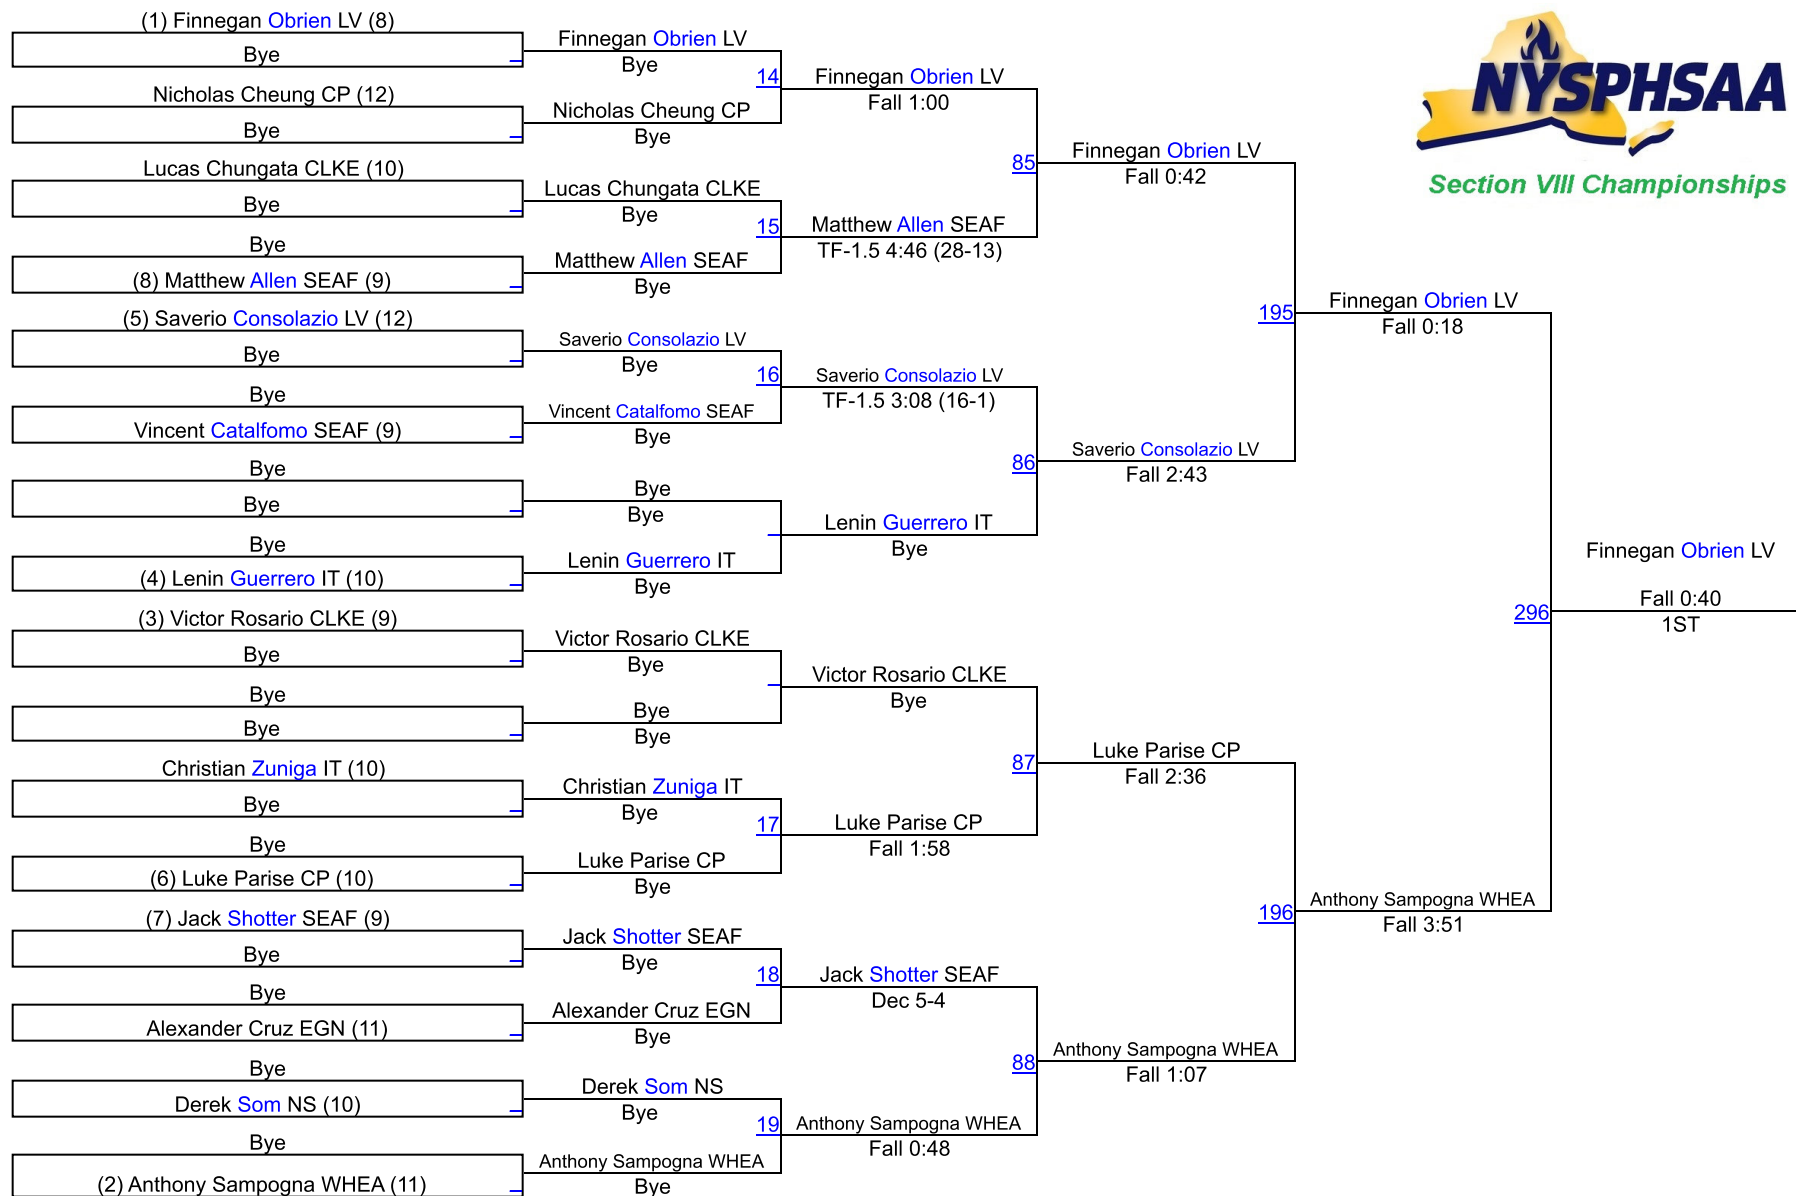 (1) Finnegan Obrien LV (8)
Bye
Nicholas Cheung CP (12)
Bye
Lucas Chungata CLKE (10)
Bye
Bye
(8) Matthew Allen SEAF (9)
(5) Saverio Consolazio LV (12)
Bye
Bye
Vincent Catalfomo SEAF (9)
Bye
Bye
Bye
(4) Lenin Guerrero IT (10)
(3) Victor Rosario CLKE (9)
Bye
Bye
Bye
Christian Zuniga IT (10)
Bye
Bye
(6) Luke Parise CP (10)
(7) Jack Shotter SEAF (9)
Bye
Bye
Alexander Cruz EGN (11)
Bye
Derek Som NS (10)
Bye
(2) Anthony Sampogna WHEA (11)
Finnegan Obrien LV
Bye
14
Nicholas Cheung CP
Bye
Lucas Chungata CLKE
Bye
15
Matthew Allen SEAF
Bye
Saverio Consolazio LV
Bye
16
Vincent Catalfomo SEAF
Bye
Bye
Bye
Lenin Guerrero IT
Bye
Victor Rosario CLKE
Bye
Bye
Bye
Christian Zuniga IT
Bye
17
Luke Parise CP
Bye
Jack Shotter SEAF
Bye
18
Alexander Cruz EGN
Bye
Derek Som NS
Bye
19
Anthony Sampogna WHEA
Bye
Finnegan Obrien LV
Fall 1:00
85
Matthew Allen SEAF
TF-1.5 4:46 (28-13)
Saverio Consolazio LV
TF-1.5 3:08 (16-1)
86
Lenin Guerrero IT
Bye
Victor Rosario CLKE
Bye
87
Luke Parise CP
Fall 1:58
Jack Shotter SEAF
Dec 5-4
88
Anthony Sampogna WHEA
Fall 0:48
Finnegan Obrien LV
Fall 0:42
195
Saverio Consolazio LV
Fall 2:43
Luke Parise CP
Fall 2:36
196
Anthony Sampogna WHEA
Fall 1:07
Finnegan Obrien LV
Fall 0:18
296
Anthony Sampogna WHEA
Fall 3:51
Finnegan Obrien LV
Fall 0:40
1ST
NYSPHSAA
Section VIII Championships